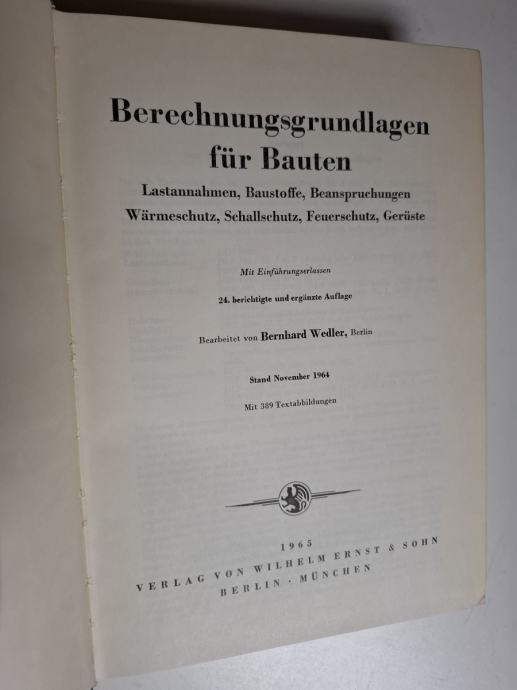 Berechnungsgrundlagen
für Bauten
Lastannahmen, Baustoffe, Beanspruchungen
Wärmeschutz, Schallschutz, Feuerschutz, Gerüste
Mit Einführungserlassen
24. berichtigte und ergänzte Auflage
Bearbeitet von Bernhard Wedler, Berlin
Stand November 1964
Mit 389 Textabbildungen
1965
VERLAG VON WILHELM ERNST & SOHN
BERLIN · MÜNCHEN